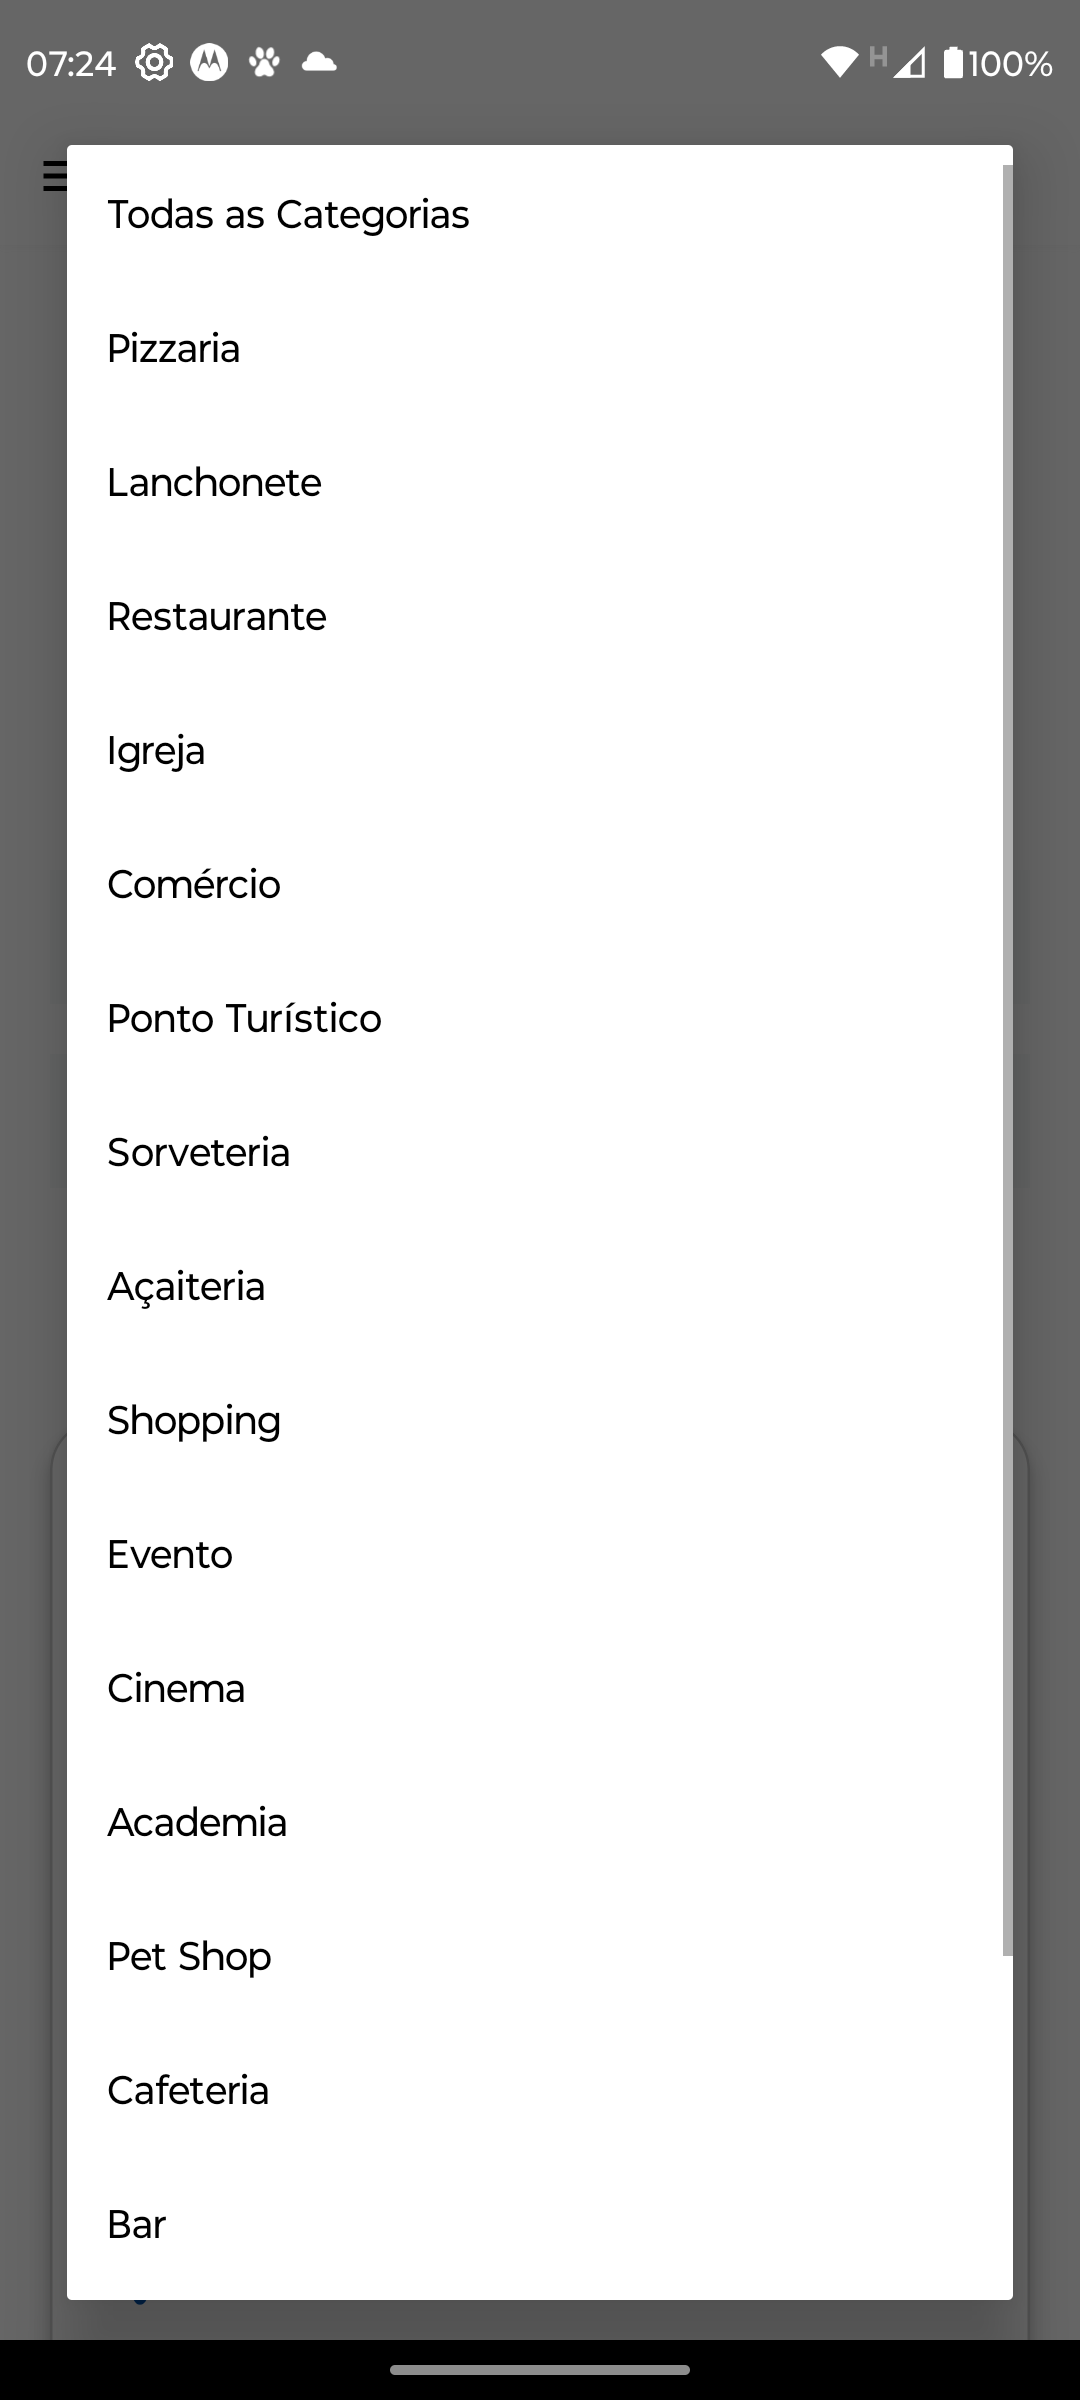 07:24
H
100%
Todas as Categorias
Pizzaria
Lanchonete
Restaurante
Igreja
Comércio
Ponto Turístico
Sorveteria
Açaiteria
Shopping
Evento
Cinema
Academia
Pet Shop
Cafeteria
Bar